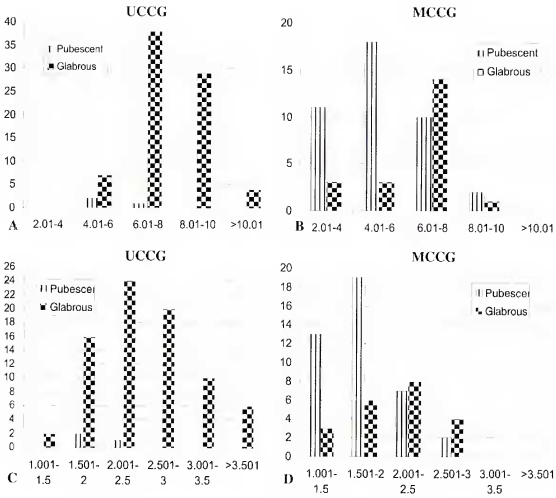 UCCG
40
35
30
25
20
15
10
5
0
Pubescent
Glabrous
A 2.01-4 4.01-6 6.01-8 8.01-10 >10.01
MCCG
20
15
10
5
0
Pubescent
Glabrous
B 2.01-4 4.01-6 6.01-8 8.01-10 >10.01
UCCG
26
24
22
20
18
16
14
12
10
8
6
4
2
0
Pubescent
Glabrous
1.001- 1.501- 2.001- 2.501- 3.001- >3.501
C 1.5 2 2.5 3 3.5
MCCG
20
18
16
14
12
10
8
6
4
2
0
Pubescent
Glabrous
1.001- 1.501-2 2.001- 2.501-3 3.001- >3.501
D 1.5 2.5 3.5